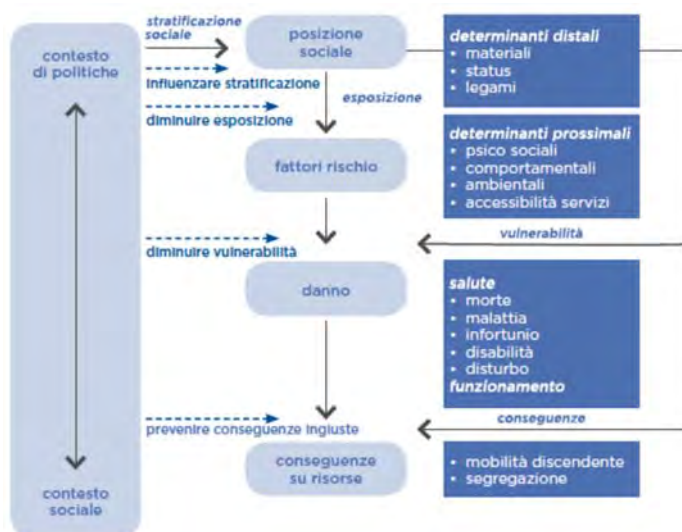 contesto
di politiche
contesto
sociale
stratificazione
sociale
influenzare stratificazione
diminuire esposizione
diminuire vulnerabilità
prevenire conseguenze ingiuste
posizione
sociale
esposizione
fattori rischio
danno
conseguenze
su risorse
determinanti distali
• materiali
• status
• legami
determinanti prossimali
• psico sociali
• comportamentali
• ambientali
• accessibilità servizi
vulnerabilità
salute
• morte
• malattia
• infortunio
• disabilità
• disturbo
funzionamento
conseguenze
• mobilità discendente
• segregazione